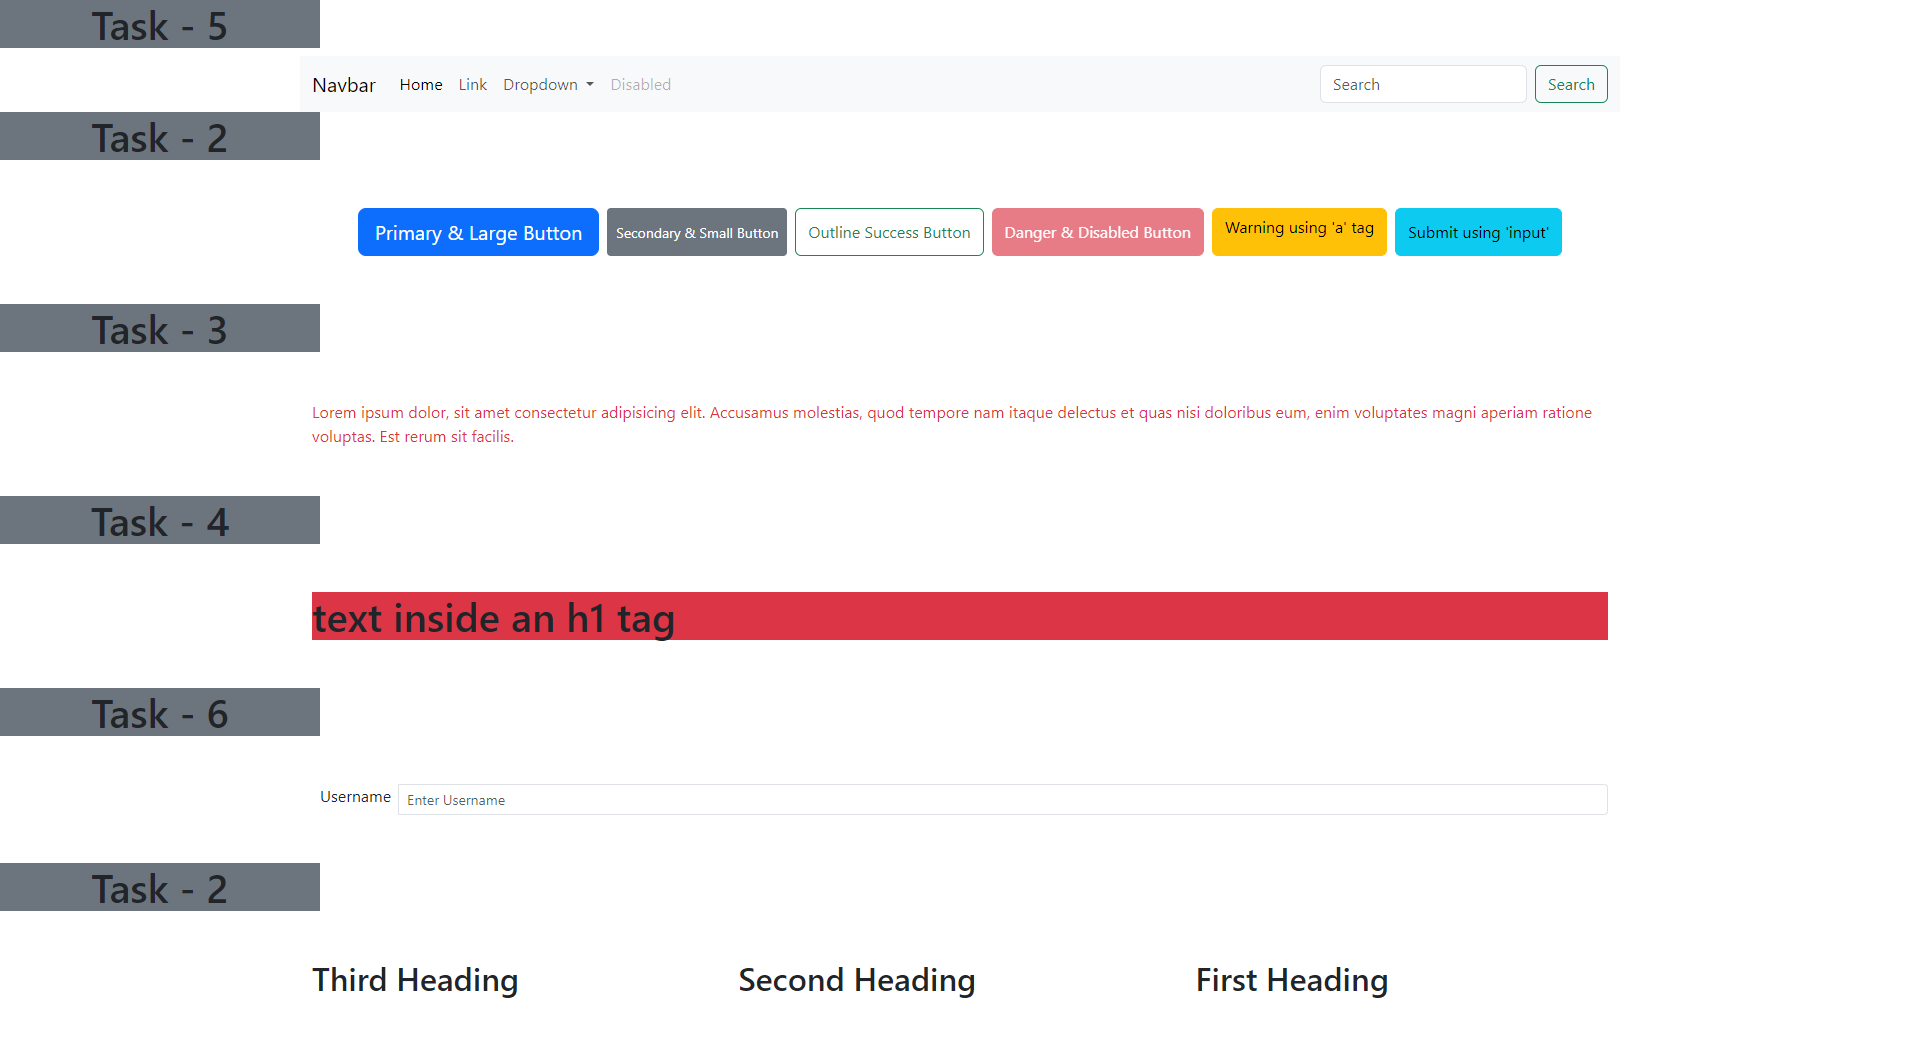 Task - 5
Navbar Home Link Dropdown Disabled Search Search
Task - 2
Primary & Large Button Secondary & Small Button Outline Success Button Danger & Disabled Button Warning using 'a' tag Submit using 'input'
Task - 3
Lorem ipsum dolor, sit amet consectetur adipisicing elit. Accusamus molestias, quod tempore nam itaque delectus et quas nisi doloribus eum, enim voluptates magni aperiam ratione
voluptas. Est rerum sit facilis.
Task - 4
text inside an h1 tag
Task - 6
Username Enter Username
Task - 2
Third Heading Second Heading First Heading